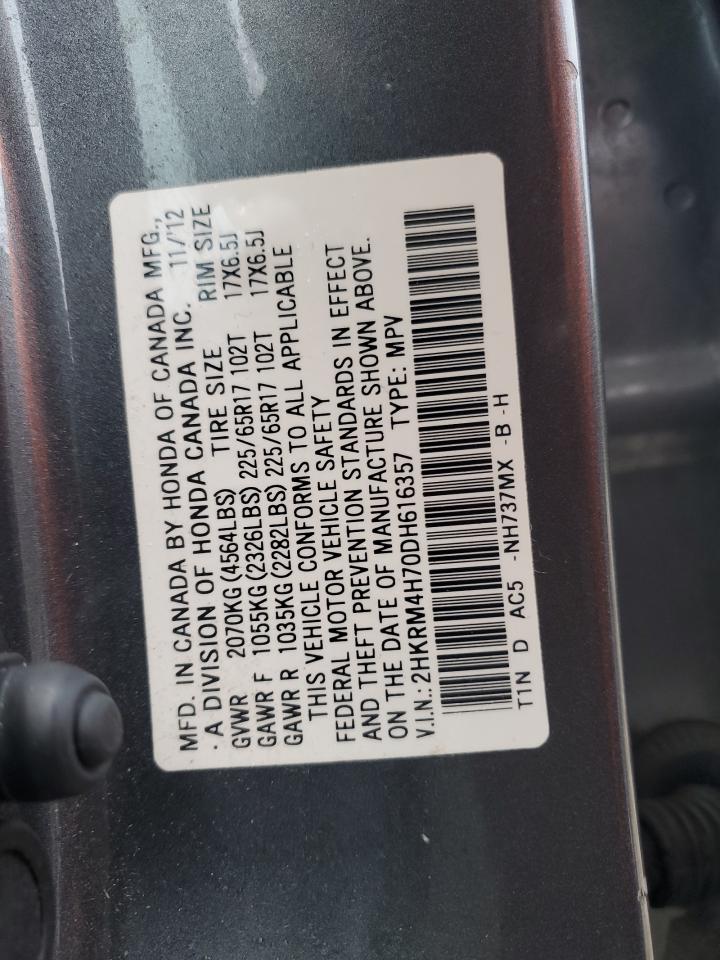 MFD. IN CANADA BY HONDA OF CANADA MFG.,
· A DIVISION OF HONDA CANADA INC. 11/'12
GVWR 2070KG (4564LBS) TIRE SIZE RIM SIZE
GAWR F 1055KG (2326LBS) 225/65R17 102T 17X6.5J
GAWR R 1035KG (2282LBS) 225/65R17 102T 17X6.5J
THIS VEHICLE CONFORMS TO ALL APPLICABLE
FEDERAL MOTOR VEHICLE SAFETY
AND THEFT PREVENTION STANDARDS IN EFFECT
ON THE DATE OF MANUFACTURE SHOWN ABOVE.
V.I.N.: 2HKRM4H70DH616357 TYPE: MPV
T1N D AC5 -NH737MX -B -H